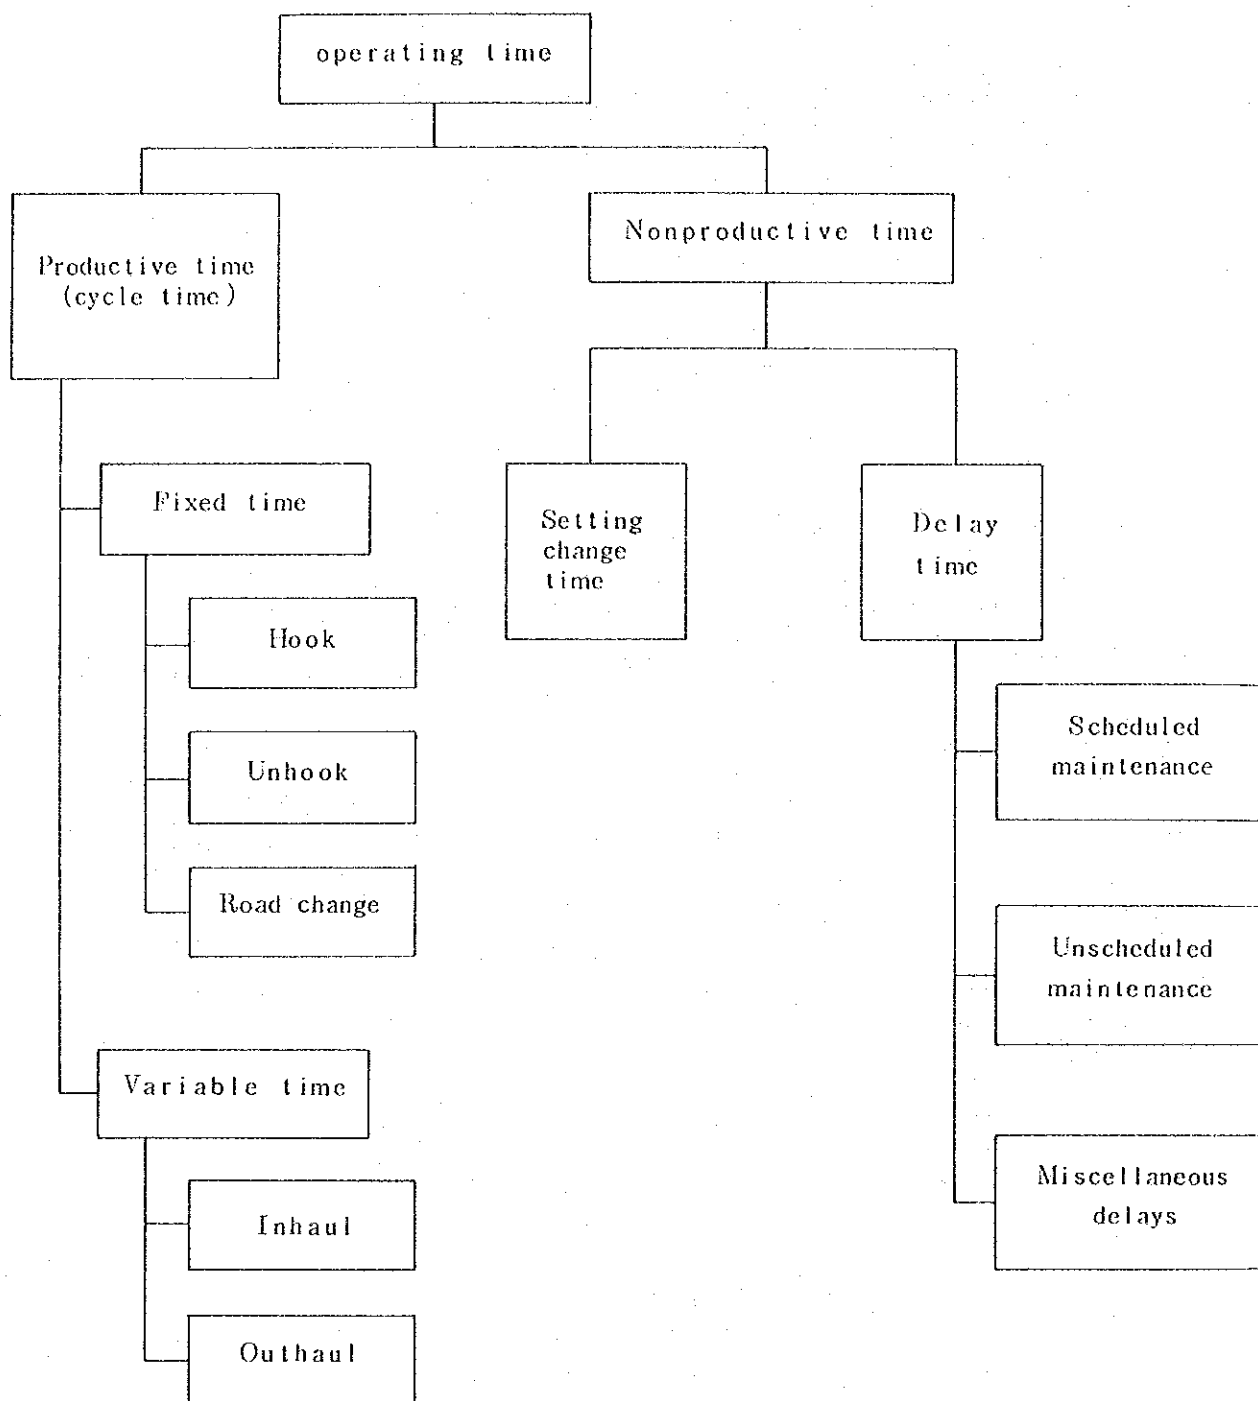 operating time
Productive time
(cycle time)
Nonproductive time
Fixed time
Hook
Unhook
Road change
Variable time
Inhaul
Outhaul
Setting
change
time
Delay
time
Scheduled
maintenance
Unscheduled
maintenance
Miscellaneous
delays